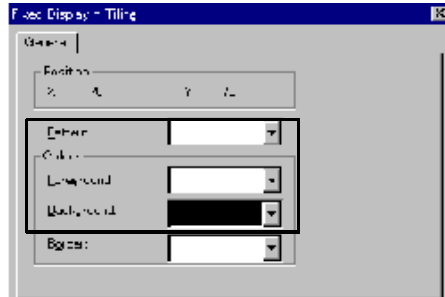 Fixed Display - Tiling
General
Position
X Y
Pattern:
Colors
Foreground:
Background:
Border: